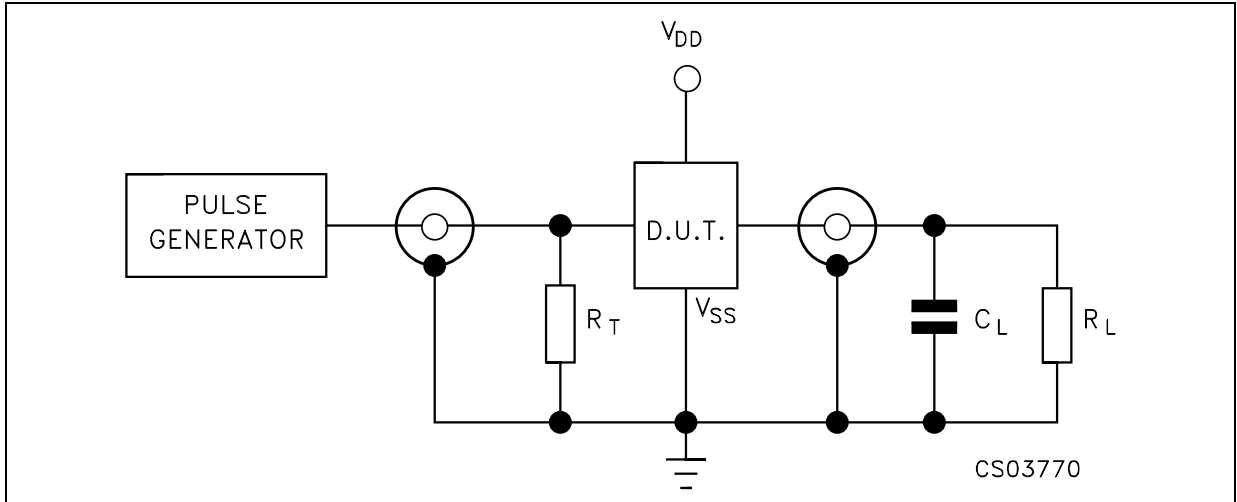 VDD
PULSE
GENERATOR
D.U.T.
VSS
RT
CL
RL
CS03770